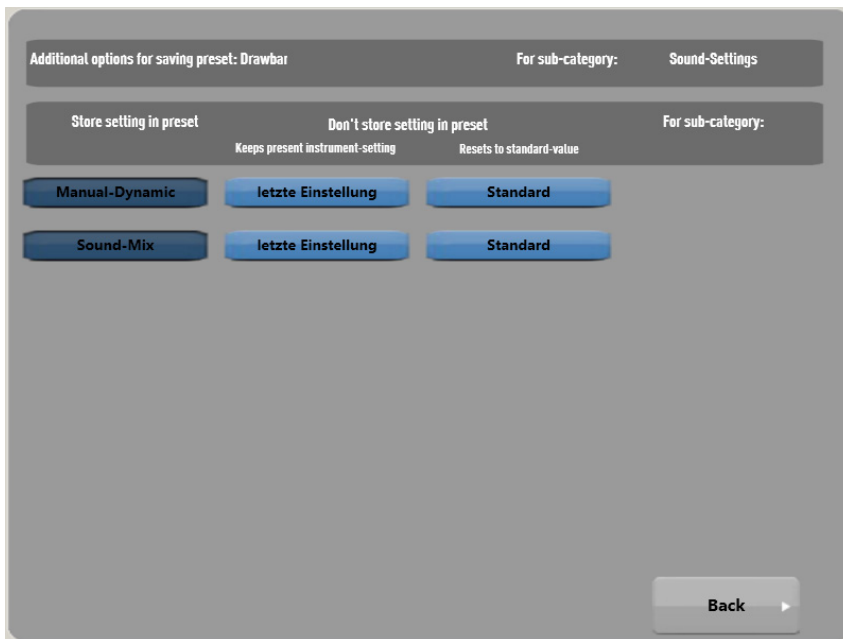 Additional options for saving preset: Drawbar For sub-category: Sound-Settings
Store setting in preset Don't store setting in preset For sub-category:
Keeps present instrument-setting Resets to standard-value
Manual-Dynamic letzte Einstellung Standard
Sound-Mix letzte Einstellung Standard
Back